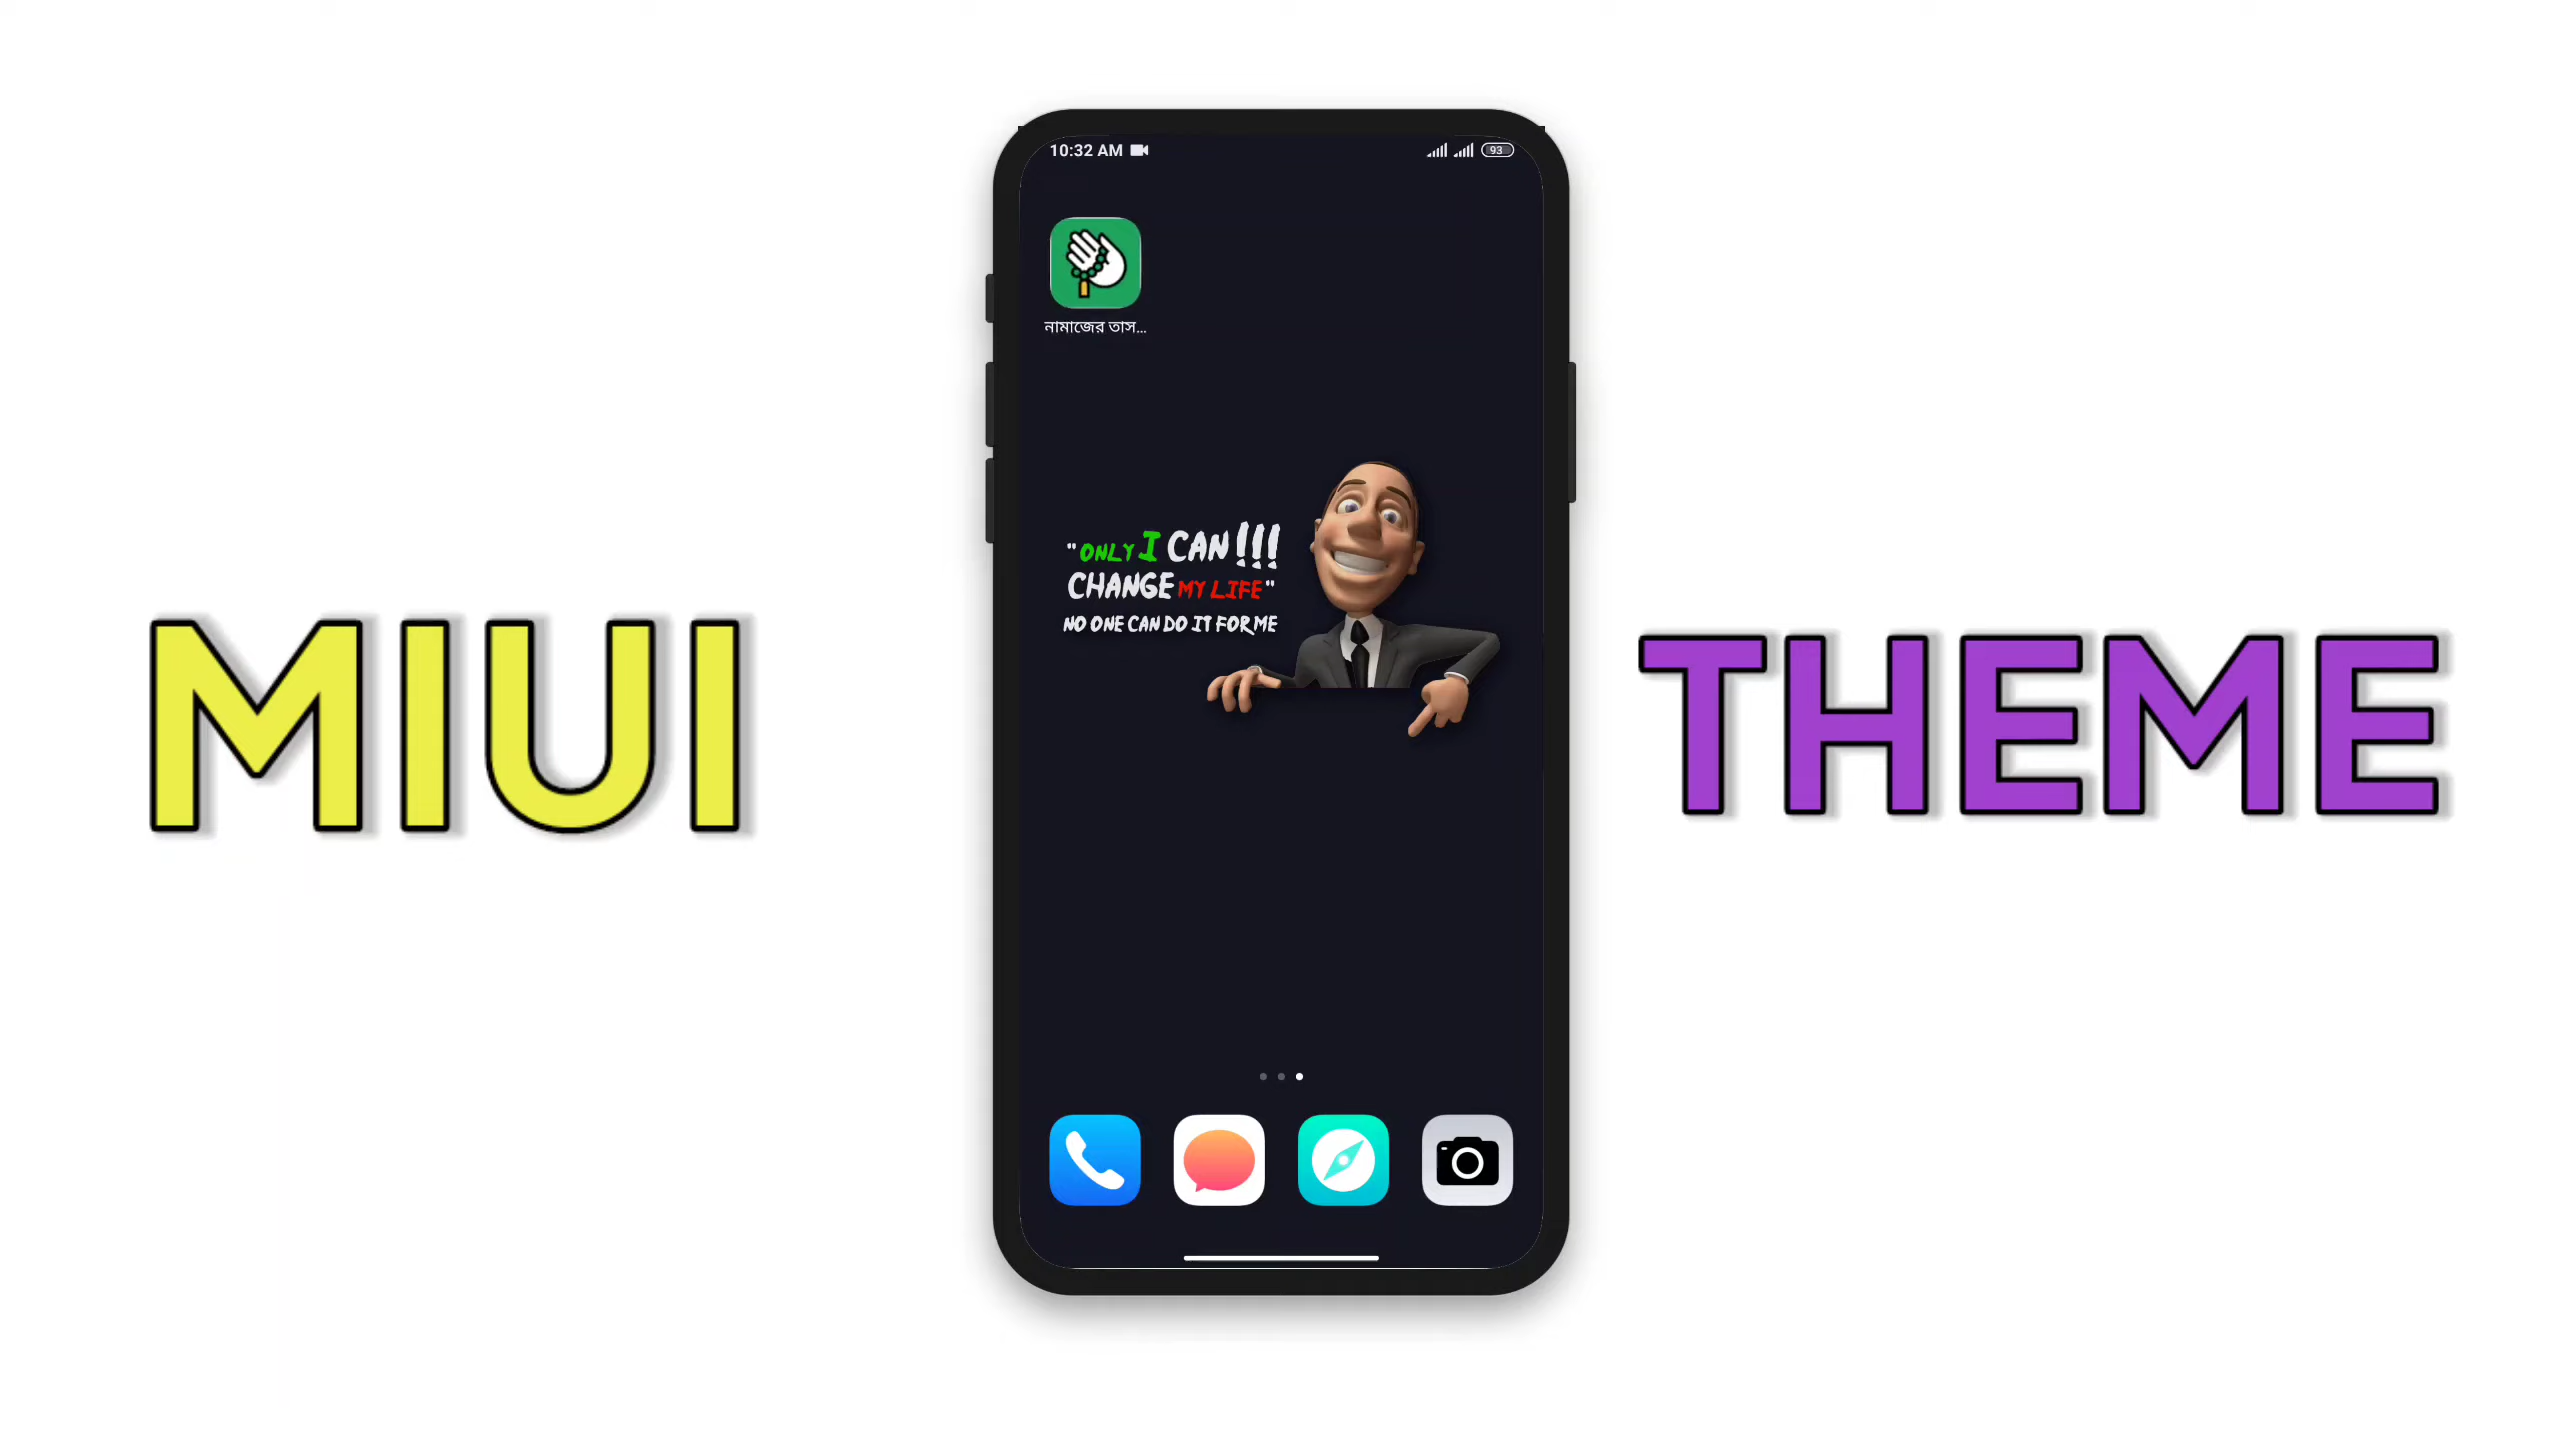 10:32 AM
93
নামাজের তাস...
"ONLY I CAN!!!
CHANGE MY LIFE"
NO ONE CAN DO IT FOR ME
MIUI
THEME